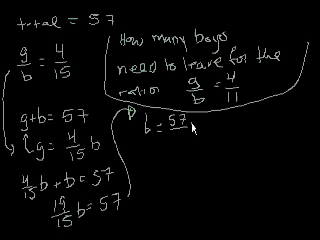 total = 57
g/b = 4/15
g+b = 57
g = 4/15 b
4/15 b + b = 57
19/15 b = 57
How many boys
need to leave for the
ratio g/b = 4/11
b = 57